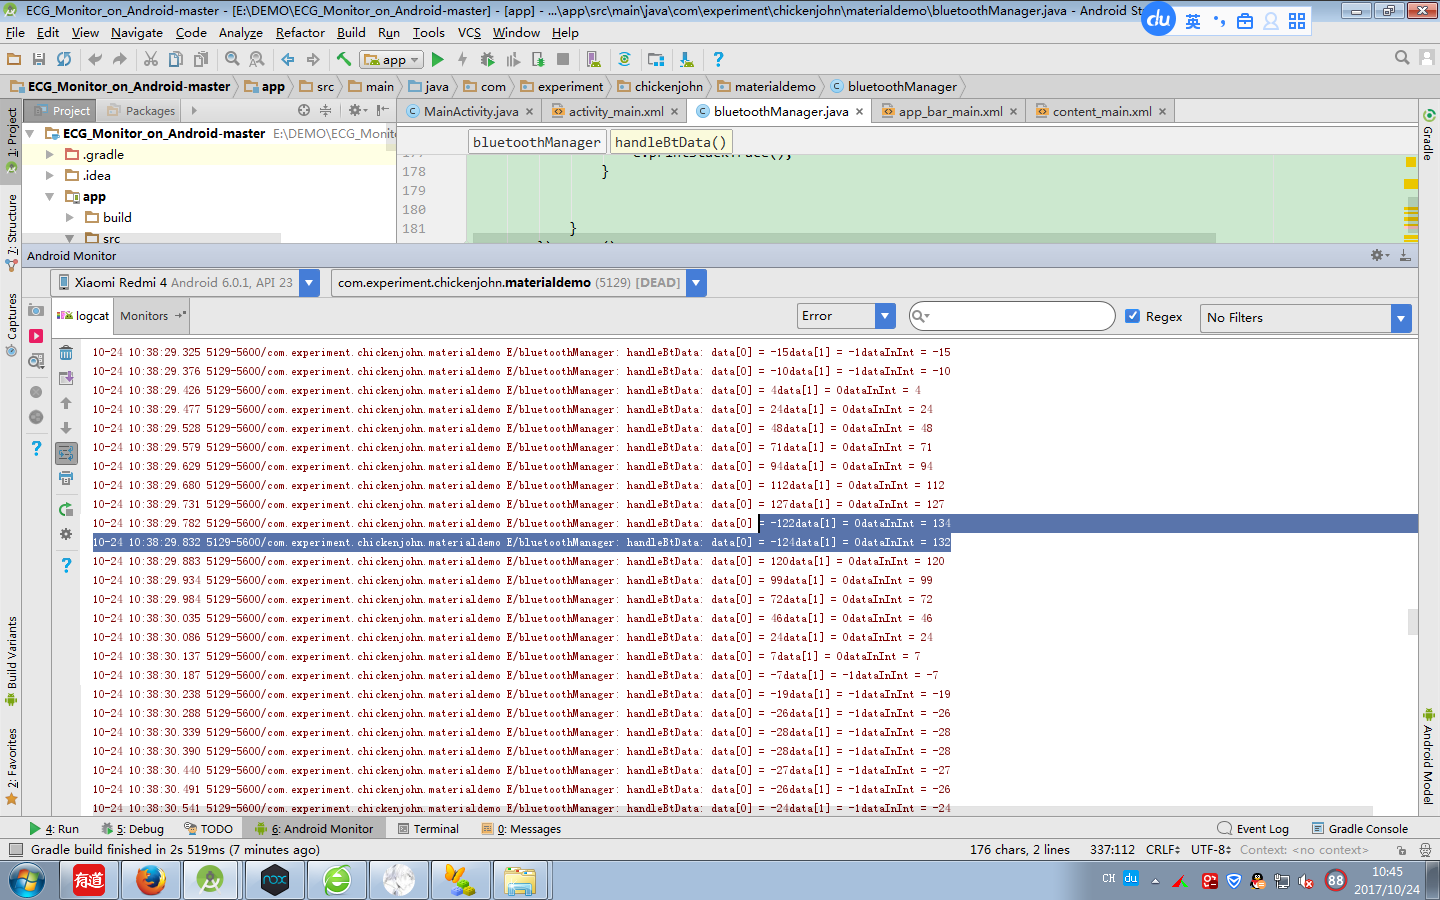 ECG_Monitor_on_Android-master - [E:\DEMO\ECG_Monitor_on_Android-master] - [app] - ...\app\src\main\java\com\experiment\chickenjohn\materialdemo\bluetoothManager.java - Android St
du 英
File Edit View Navigate Code Analyze Refactor Build Run Tools VCS Window Help
app
ECG_Monitor_on_Android-master app src main java com experiment chickenjohn materialdemo bluetoothManager
1: Project
Project Packages
MainActivity.java activity_main.xml bluetoothManager.java app_bar_main.xml content_main.xml
Gradle
ECG_Monitor_on_Android-master E:\DEMO\ECG_Monito
bluetoothManager handleBtData()
.gradle
177 e.printStackTrace();
.idea
178 }
app
179
build
180
src
181 }
7: Structure
Android Monitor
Captures
Xiaomi Redmi 4 Android 6.0.1, API 23
com.experiment.chickenjohn.materialdemo (5129) [DEAD]
logcat Monitors
Error
Regex
No Filters
10-24 10:38:29.325 5129-5600/com.experiment.chickenjohn.materialdemo E/bluetoothManager: handleBtData: data[0] = -15data[1] = -1dataInInt = -15
10-24 10:38:29.376 5129-5600/com.experiment.chickenjohn.materialdemo E/bluetoothManager: handleBtData: data[0] = -10data[1] = -1dataInInt = -10
10-24 10:38:29.426 5129-5600/com.experiment.chickenjohn.materialdemo E/bluetoothManager: handleBtData: data[0] = 4data[1] = 0dataInInt = 4
10-24 10:38:29.477 5129-5600/com.experiment.chickenjohn.materialdemo E/bluetoothManager: handleBtData: data[0] = 24data[1] = 0dataInInt = 24
10-24 10:38:29.528 5129-5600/com.experiment.chickenjohn.materialdemo E/bluetoothManager: handleBtData: data[0] = 48data[1] = 0dataInInt = 48
10-24 10:38:29.579 5129-5600/com.experiment.chickenjohn.materialdemo E/bluetoothManager: handleBtData: data[0] = 71data[1] = 0dataInInt = 71
10-24 10:38:29.629 5129-5600/com.experiment.chickenjohn.materialdemo E/bluetoothManager: handleBtData: data[0] = 94data[1] = 0dataInInt = 94
10-24 10:38:29.680 5129-5600/com.experiment.chickenjohn.materialdemo E/bluetoothManager: handleBtData: data[0] = 112data[1] = 0dataInInt = 112
10-24 10:38:29.731 5129-5600/com.experiment.chickenjohn.materialdemo E/bluetoothManager: handleBtData: data[0] = 127data[1] = 0dataInInt = 127
10-24 10:38:29.782 5129-5600/com.experiment.chickenjohn.materialdemo E/bluetoothManager: handleBtData: data[0] = -122data[1] = 0dataInInt = 134
10-24 10:38:29.832 5129-5600/com.experiment.chickenjohn.materialdemo E/bluetoothManager: handleBtData: data[0] = -124data[1] = 0dataInInt = 132
10-24 10:38:29.883 5129-5600/com.experiment.chickenjohn.materialdemo E/bluetoothManager: handleBtData: data[0] = 120data[1] = 0dataInInt = 120
10-24 10:38:29.934 5129-5600/com.experiment.chickenjohn.materialdemo E/bluetoothManager: handleBtData: data[0] = 99data[1] = 0dataInInt = 99
10-24 10:38:29.984 5129-5600/com.experiment.chickenjohn.materialdemo E/bluetoothManager: handleBtData: data[0] = 72data[1] = 0dataInInt = 72
10-24 10:38:30.035 5129-5600/com.experiment.chickenjohn.materialdemo E/bluetoothManager: handleBtData: data[0] = 46data[1] = 0dataInInt = 46
10-24 10:38:30.086 5129-5600/com.experiment.chickenjohn.materialdemo E/bluetoothManager: handleBtData: data[0] = 24data[1] = 0dataInInt = 24
10-24 10:38:30.137 5129-5600/com.experiment.chickenjohn.materialdemo E/bluetoothManager: handleBtData: data[0] = 7data[1] = 0dataInInt = 7
10-24 10:38:30.187 5129-5600/com.experiment.chickenjohn.materialdemo E/bluetoothManager: handleBtData: data[0] = -7data[1] = -1dataInInt = -7
10-24 10:38:30.238 5129-5600/com.experiment.chickenjohn.materialdemo E/bluetoothManager: handleBtData: data[0] = -19data[1] = -1dataInInt = -19
10-24 10:38:30.288 5129-5600/com.experiment.chickenjohn.materialdemo E/bluetoothManager: handleBtData: data[0] = -26data[1] = -1dataInInt = -26
10-24 10:38:30.339 5129-5600/com.experiment.chickenjohn.materialdemo E/bluetoothManager: handleBtData: data[0] = -28data[1] = -1dataInInt = -28
10-24 10:38:30.390 5129-5600/com.experiment.chickenjohn.materialdemo E/bluetoothManager: handleBtData: data[0] = -28data[1] = -1dataInInt = -28
10-24 10:38:30.440 5129-5600/com.experiment.chickenjohn.materialdemo E/bluetoothManager: handleBtData: data[0] = -27data[1] = -1dataInInt = -27
10-24 10:38:30.491 5129-5600/com.experiment.chickenjohn.materialdemo E/bluetoothManager: handleBtData: data[0] = -26data[1] = -1dataInInt = -26
10-24 10:38:30.541 5129-5600/com.experiment.chickenjohn.materialdemo E/bluetoothManager: handleBtData: data[0] = -24data[1] = -1dataInInt = -24
Build Variants
2: Favorites
Android Model
4: Run 5: Debug TODO 6: Android Monitor Terminal 0: Messages Event Log Gradle Console
Gradle build finished in 2s 519ms (7 minutes ago) 176 chars, 2 lines 337:112 CRLF UTF-8 Context: <no context>
有道 nox CH du 88 10:45
2017/10/24